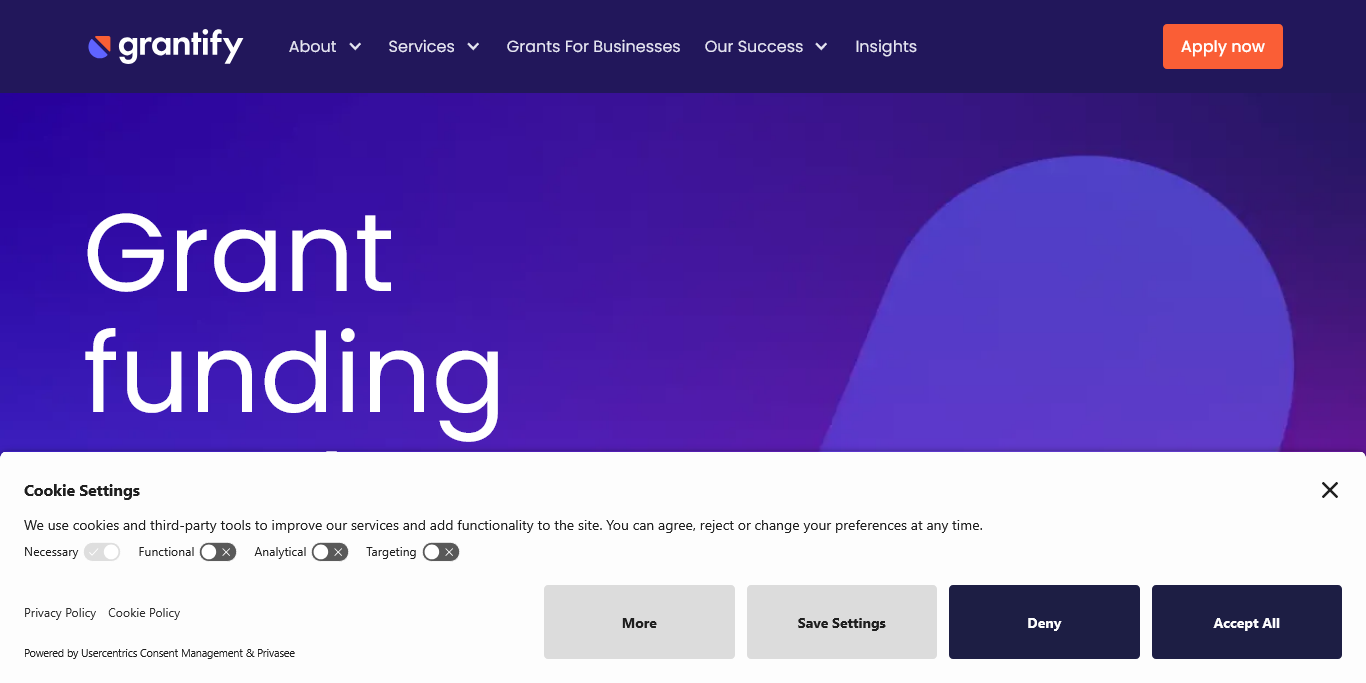 grantify
About
Services
Grants For Businesses
Our Success
Insights
Apply now
Grant
funding
Cookie Settings
We use cookies and third-party tools to improve our services and add functionality to the site. You can agree, reject or change your preferences at any time.
Necessary
Functional
Analytical
Targeting
Privacy Policy
Cookie Policy
More
Save Settings
Deny
Accept All
Powered by Usercentrics Consent Management & Privasee